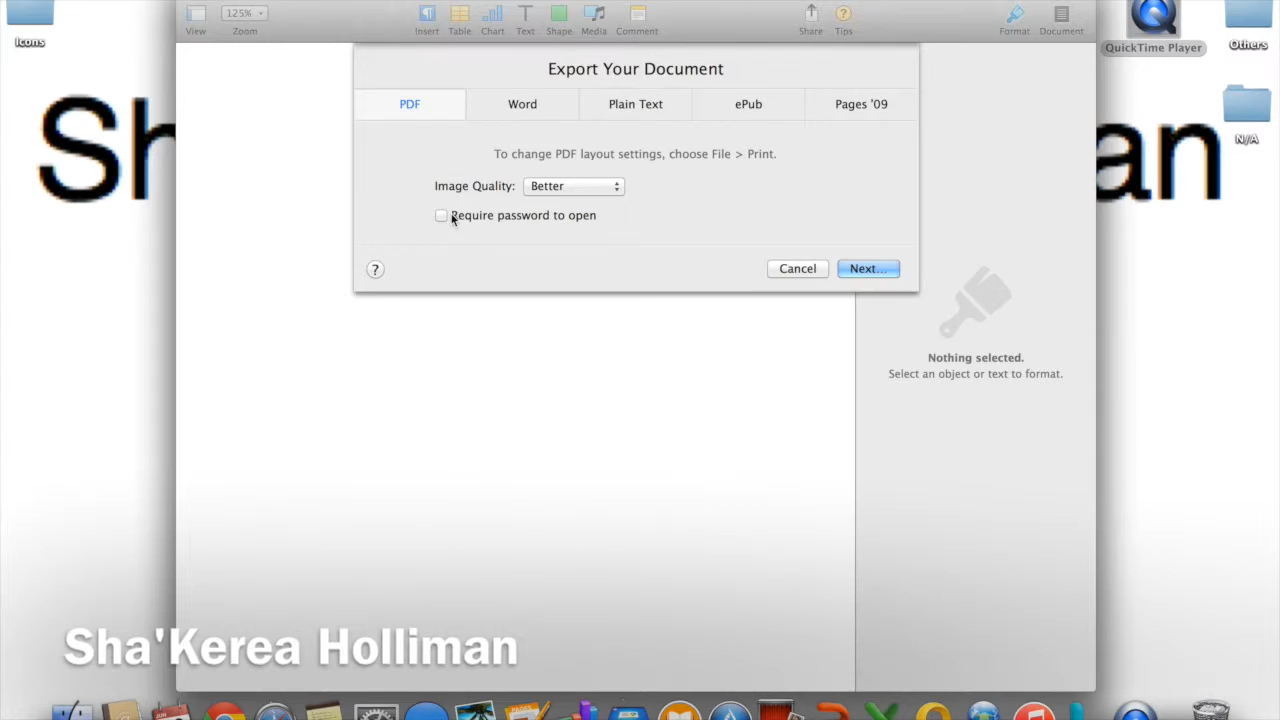 125%
View Zoom Insert Table Chart Text Shape Media Comment Share Tips Format Document
Icons
QuickTime Player
Others
N/A
Sh
an
Export Your Document
PDF Word Plain Text ePub Pages '09
To change PDF layout settings, choose File > Print.
Image Quality: Better
Require password to open
? Cancel Next...
Nothing selected.
Select an object or text to format.
Sha'Kerea Holliman